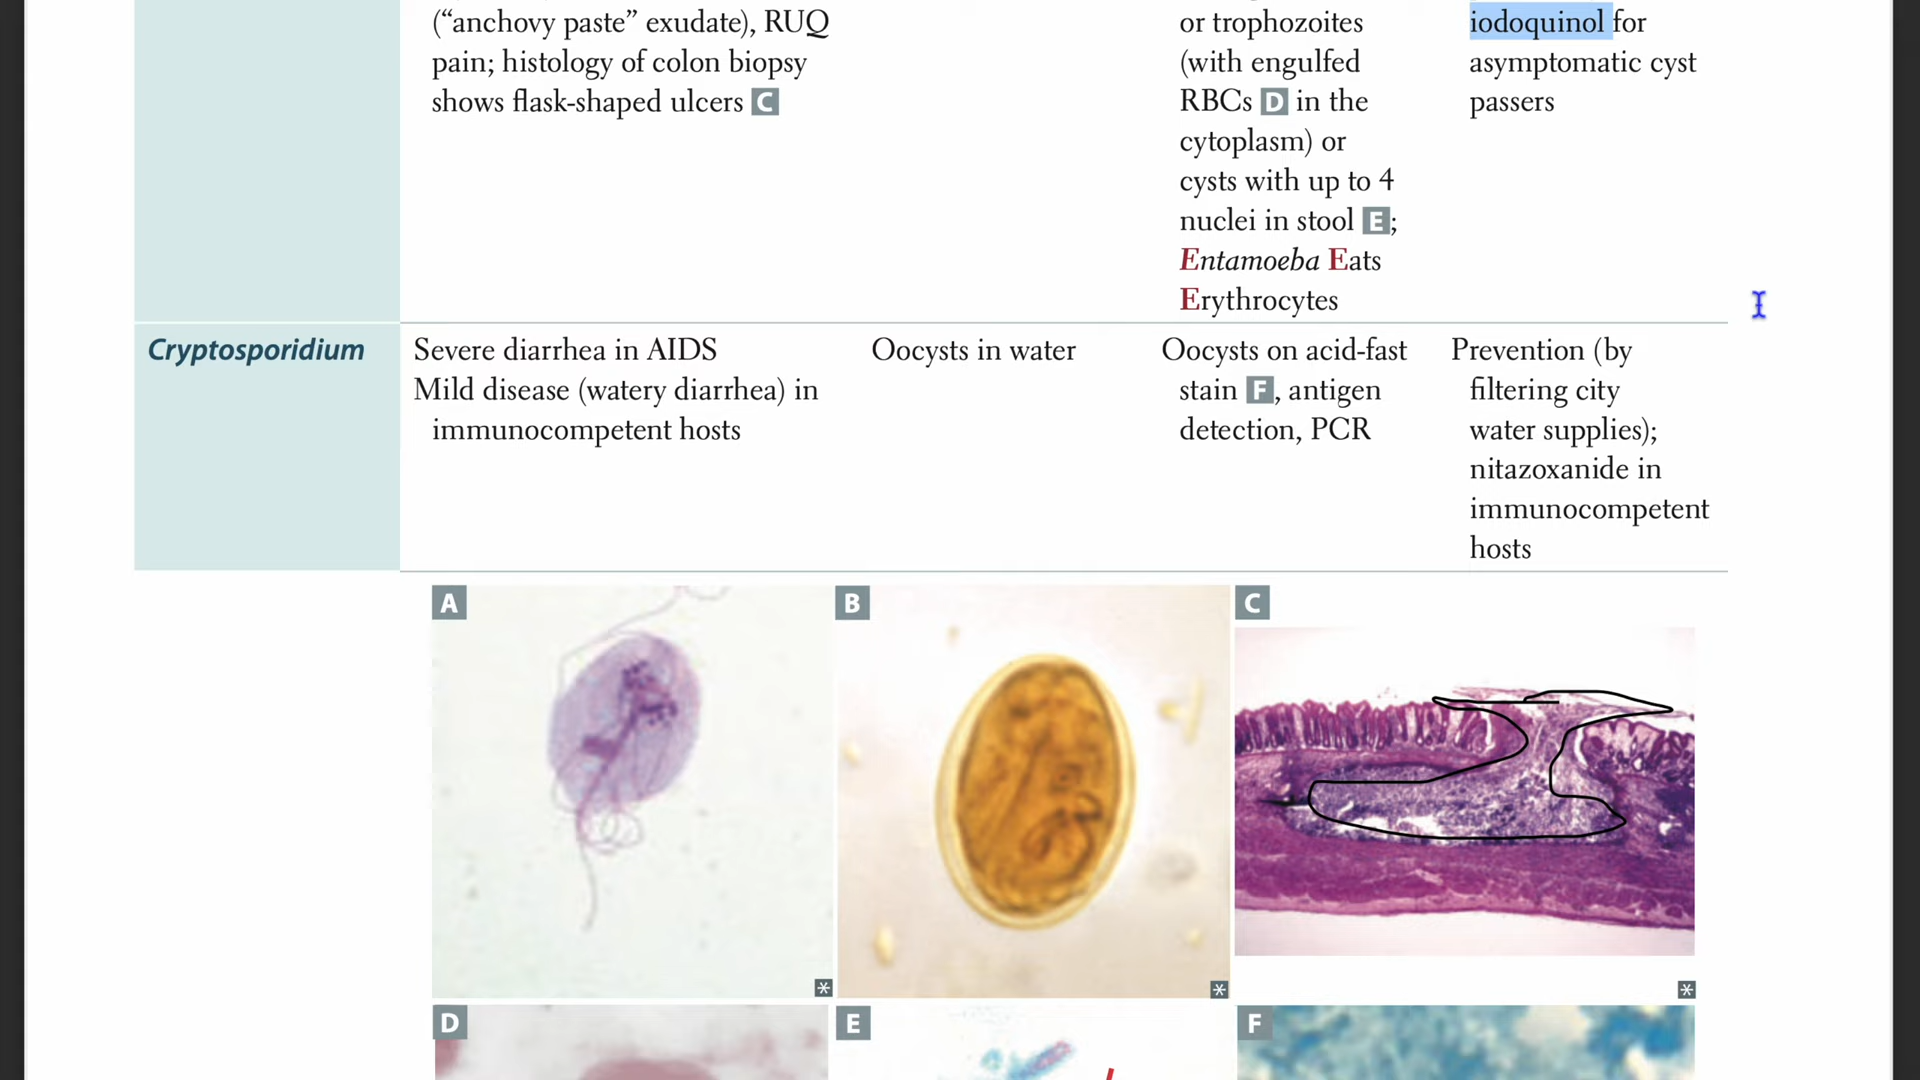 (“anchovy paste” exudate), RUQ
pain; histology of colon biopsy
shows flask-shaped ulcers C
or trophozoites
(with engulfed
RBCs D in the
cytoplasm) or
cysts with up to 4
nuclei in stool E;
Entamoeba Eats
Erythrocytes
iodoquinol for
asymptomatic cyst
passers
Cryptosporidium
Severe diarrhea in AIDS
Mild disease (watery diarrhea) in
immunocompetent hosts
Oocysts in water
Oocysts on acid-fast
stain F, antigen
detection, PCR
Prevention (by
filtering city
water supplies);
nitazoxanide in
immunocompetent
hosts
A
B
C
D
E
F